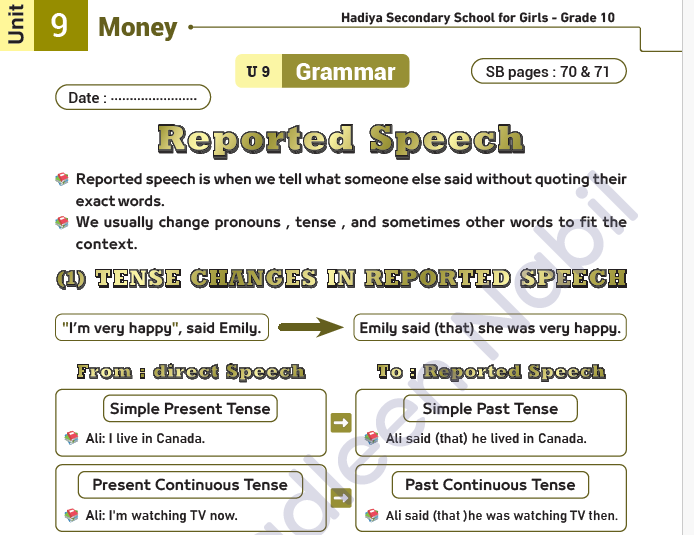 Unit
9
Money
Hadiya Secondary School for Girls - Grade 10
U 9 Grammar
SB pages : 70 & 71
Date : ........................
Reported Speech
Reported speech is when we tell what someone else said without quoting their
exact words.
We usually change pronouns , tense , and sometimes other words to fit the
context.
(1) TENSE CHANGES IN REPORTED SPEECH
"I'm very happy", said Emily.
Emily said (that) she was very happy.
From : direct Speech
To : Reported Speech
Simple Present Tense
Ali: I live in Canada.
Simple Past Tense
Ali said (that) he lived in Canada.
Present Continuous Tense
Ali: I'm watching TV now.
Past Continuous Tense
Ali said (that )he was watching TV then.
Nabil